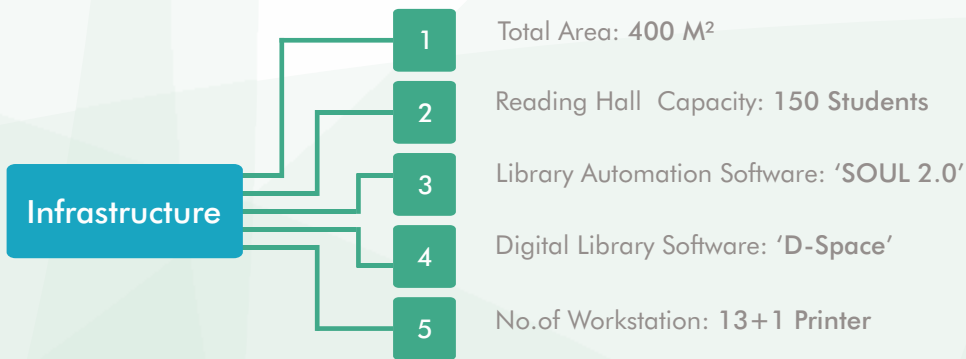 Infrastructure
1 Total Area: 400 M²
2 Reading Hall Capacity: 150 Students
3 Library Automation Software: ‘SOUL 2.0’
4 Digital Library Software: ‘D-Space’
5 No.of Workstation: 13+1 Printer